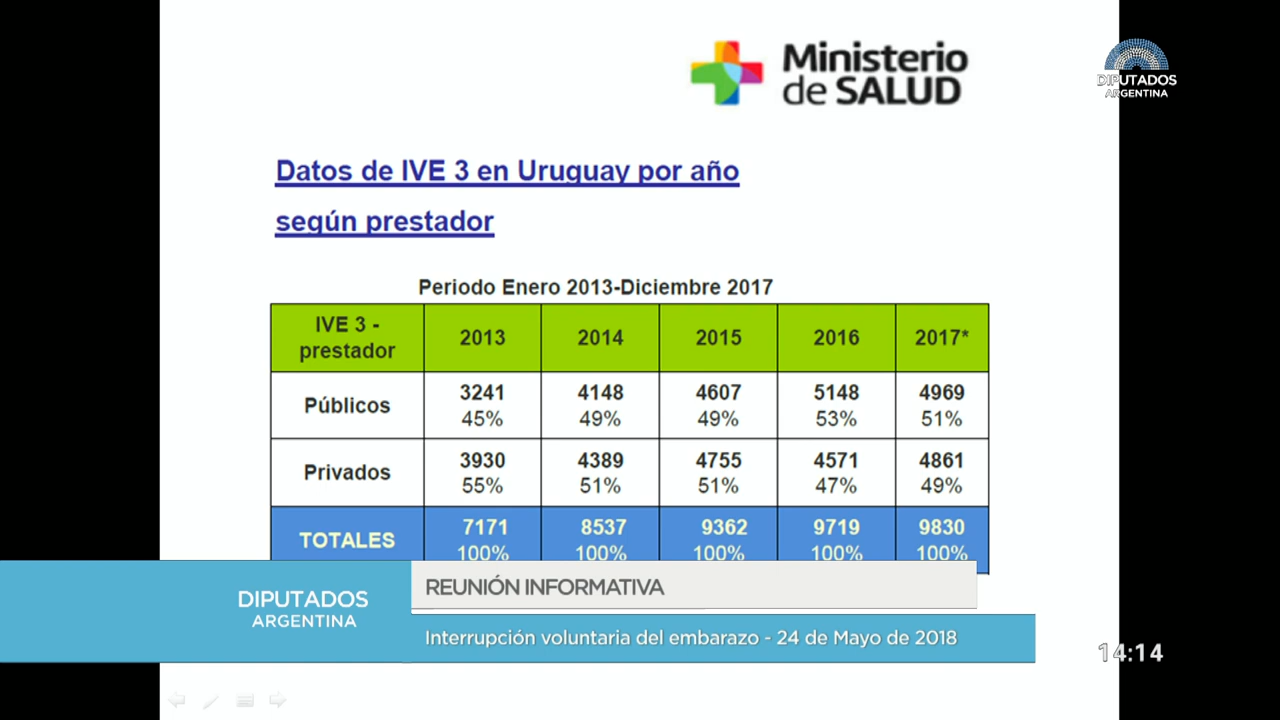 Ministerio
de SALUD
DIPUTADOS
ARGENTINA
Datos de IVE 3 en Uruguay por año
según prestador
Periodo Enero 2013-Diciembre 2017
IVE 3 - prestador 2013 2014 2015 2016 2017*
Públicos 3241 4148 4607 5148 4969
45% 49% 49% 53% 51%
Privados 3930 4389 4755 4571 4861
55% 51% 51% 47% 49%
TOTALES 7171 8537 9362 9719 9830
100% 100% 100% 100% 100%
DIPUTADOS
ARGENTINA
REUNIÓN INFORMATIVA
Interrupción voluntaria del embarazo - 24 de Mayo de 2018
14:14